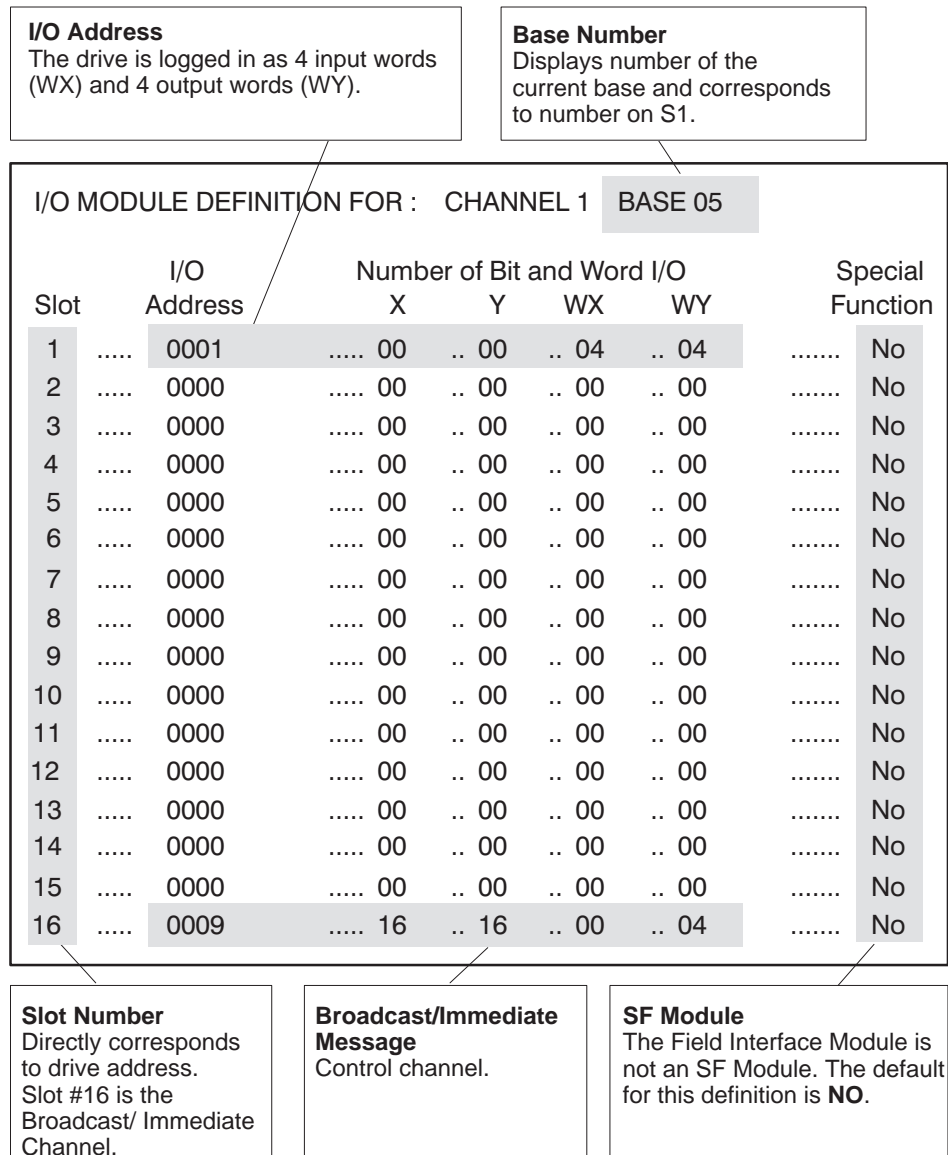 I/O Address
The drive is logged in as 4 input words
(WX) and 4 output words (WY).
Base Number
Displays number of the
current base and corresponds
to number on S1.
I/O MODULE DEFINITION FOR : CHANNEL 1 BASE 05
I/O Number of Bit and Word I/O Special
Slot Address X Y WX WY Function
1 ..... 0001 ..... 00 .. 00 .. 04 .. 04 ....... No
2 ..... 0000 ..... 00 .. 00 .. 00 .. 00 ....... No
3 ..... 0000 ..... 00 .. 00 .. 00 .. 00 ....... No
4 ..... 0000 ..... 00 .. 00 .. 00 .. 00 ....... No
5 ..... 0000 ..... 00 .. 00 .. 00 .. 00 ....... No
6 ..... 0000 ..... 00 .. 00 .. 00 .. 00 ....... No
7 ..... 0000 ..... 00 .. 00 .. 00 .. 00 ....... No
8 ..... 0000 ..... 00 .. 00 .. 00 .. 00 ....... No
9 ..... 0000 ..... 00 .. 00 .. 00 .. 00 ....... No
10 ..... 0000 ..... 00 .. 00 .. 00 .. 00 ....... No
11 ..... 0000 ..... 00 .. 00 .. 00 .. 00 ....... No
12 ..... 0000 ..... 00 .. 00 .. 00 .. 00 ....... No
13 ..... 0000 ..... 00 .. 00 .. 00 .. 00 ....... No
14 ..... 0000 ..... 00 .. 00 .. 00 .. 00 ....... No
15 ..... 0000 ..... 00 .. 00 .. 00 .. 00 ....... No
16 ..... 0009 ..... 16 .. 16 .. 00 .. 04 ....... No
Slot Number
Directly corresponds
to drive address.
Slot #16 is the
Broadcast/ Immediate
Channel.
Broadcast/Immediate
Message
Control channel.
SF Module
The Field Interface Module is
not an SF Module. The default
for this definition is NO.